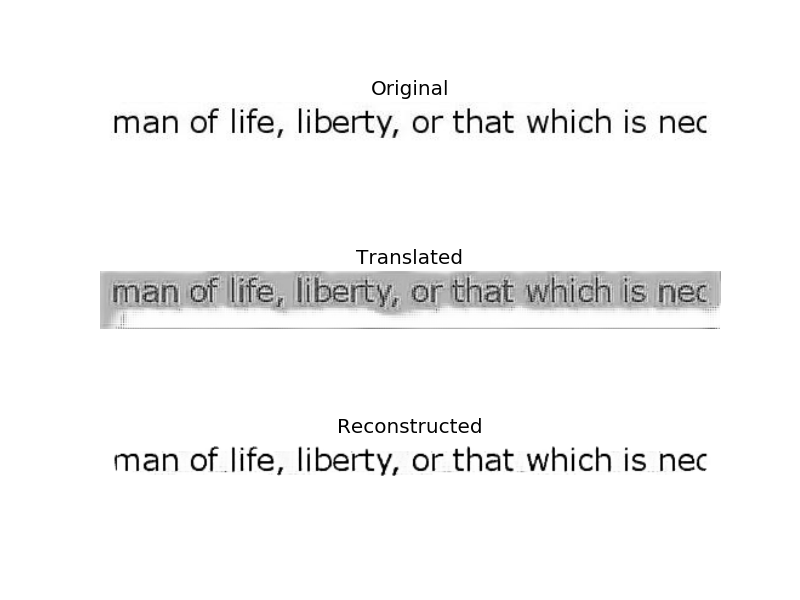 Original
man of life, liberty, or that which is nec
Translated
man of life, liberty, or that which is nec
Reconstructed
man of life, liberty, or that which is nec